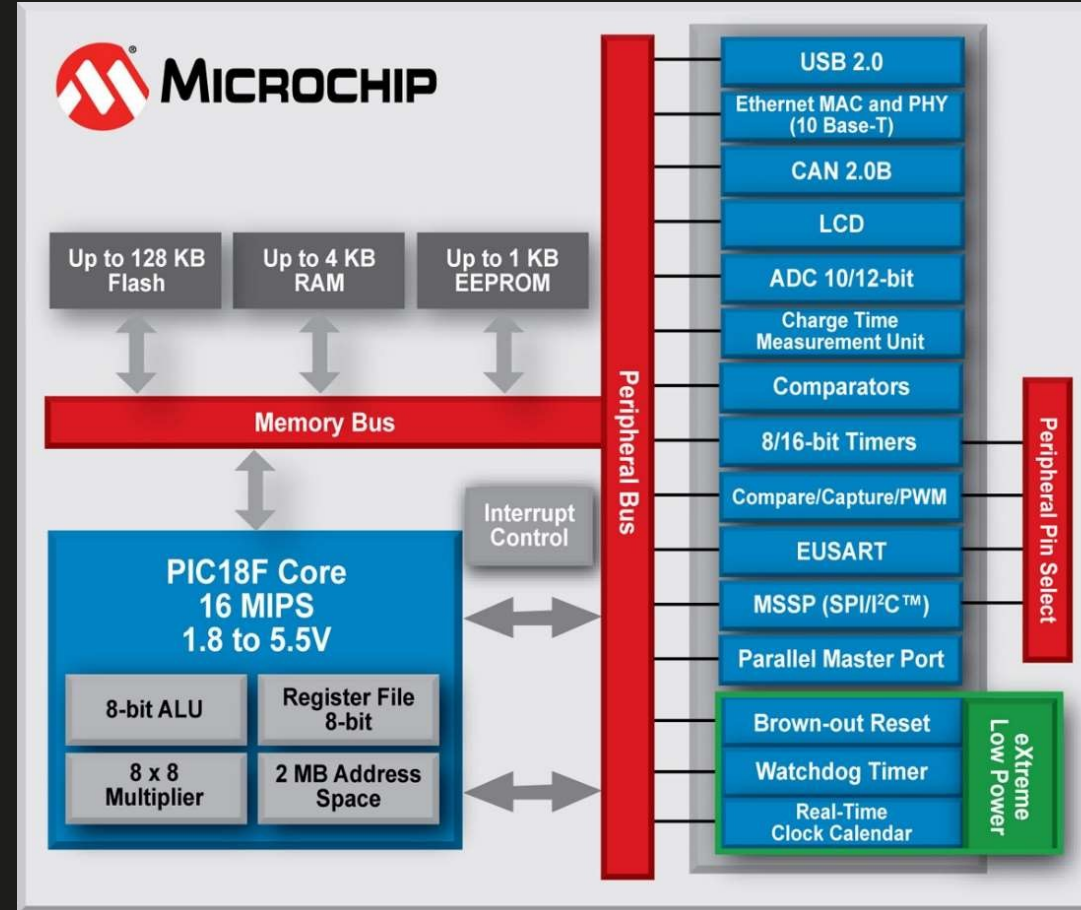 MICROCHIP
®
Up to 128 KB
Flash
Up to 4 KB
RAM
Up to 1 KB
EEPROM
Memory Bus
Interrupt
Control
PIC18F Core
16 MIPS
1.8 to 5.5V
8-bit ALU
Register File
8-bit
8 x 8
Multiplier
2 MB Address
Space
Peripheral Bus
USB 2.0
Ethernet MAC and PHY
(10 Base-T)
CAN 2.0B
LCD
ADC 10/12-bit
Charge Time
Measurement Unit
Comparators
8/16-bit Timers
Compare/Capture/PWM
EUSART
MSSP (SPI/I²C™)
Parallel Master Port
Brown-out Reset
Watchdog Timer
Real-Time
Clock Calendar
eXtreme
Low Power
Peripheral Pin Select